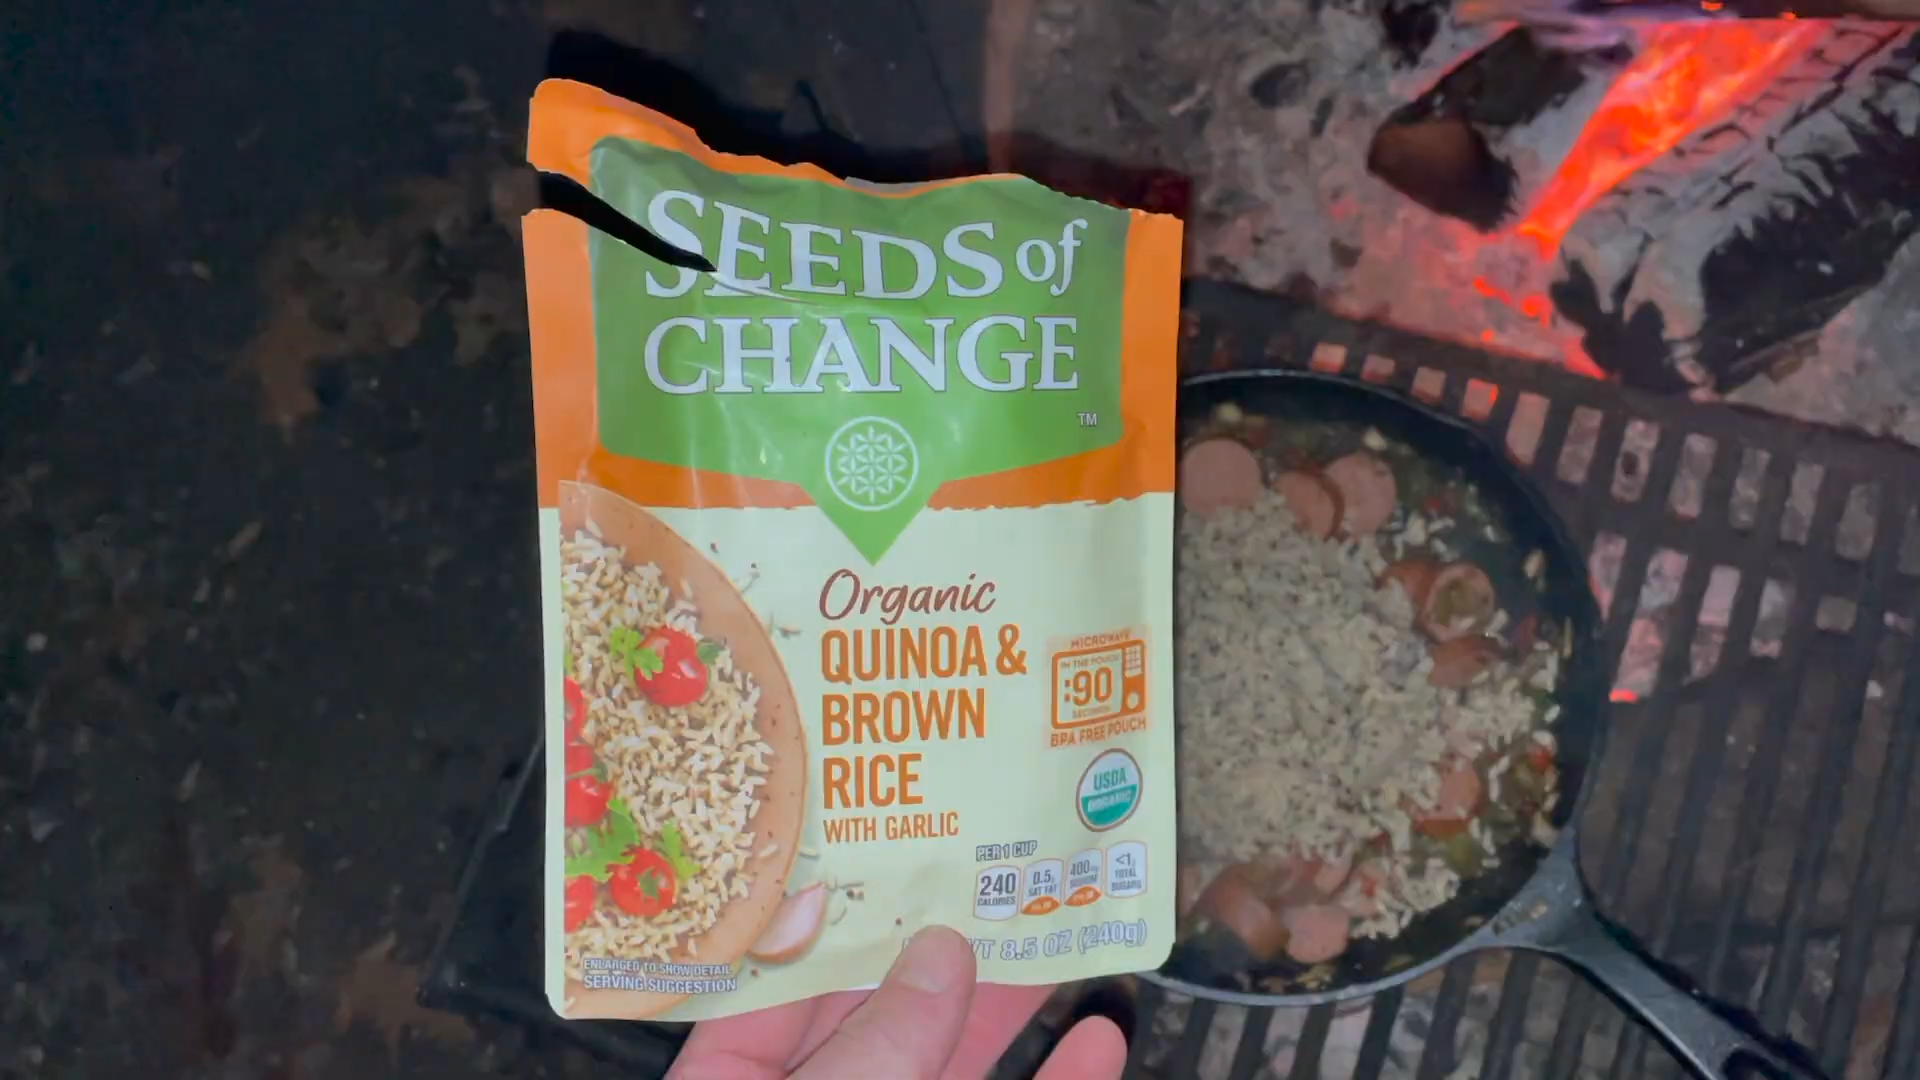 SEEDS of
CHANGE
TM
Organic
QUINOA &
BROWN
RICE
WITH GARLIC
MICROWAVE
IN THE POUCH
:90
SECONDS
BPA FREE POUCH
USDA
ORGANIC
PER 1 CUP
240
CALORIES
0.5g
SAT FAT
400mg
SODIUM
<1g
TOTAL
SUGARS
WT 8.5 OZ (240g)
ENLARGED TO SHOW DETAIL
SERVING SUGGESTION